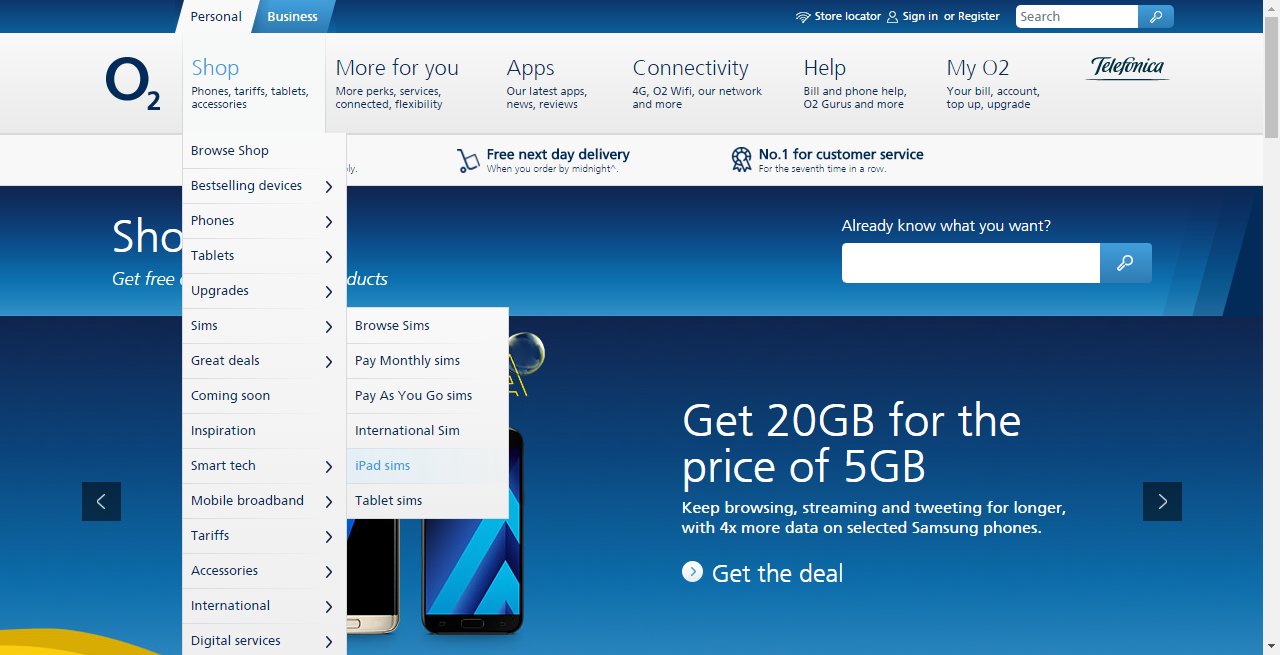 Personal
Business
Store locator
Sign in or Register
Search
O2
Shop
Phones, tariffs, tablets,
accessories
More for you
More perks, services,
connected, flexibility
Apps
Our latest apps,
news, reviews
Connectivity
4G, O2 Wifi, our network
and more
Help
Bill and phone help,
O2 Gurus and more
My O2
Your bill, account,
top up, upgrade
Telefónica
Free next day delivery
When you order by midnight^.
No.1 for customer service
For the seventh time in a row.
Already know what you want?
Get free
Browse Shop
Bestselling devices
Phones
Tablets
Upgrades
Sims
Great deals
Coming soon
Inspiration
Smart tech
Mobile broadband
Tariffs
Accessories
International
Digital services
Browse Sims
Pay Monthly sims
Pay As You Go sims
International Sim
iPad sims
Tablet sims
Get 20GB for the
price of 5GB
Keep browsing, streaming and tweeting for longer,
with 4x more data on selected Samsung phones.
Get the deal